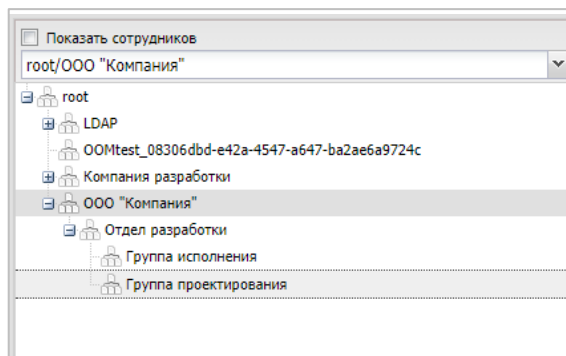 Показать сотрудников
root/ООО "Компания"
root
LDAP
OOMtest_08306dbd-e42a-4547-a647-ba2ae6a9724c
Компания разработки
ООО "Компания"
Отдел разработки
Группа исполнения
Группа проектирования